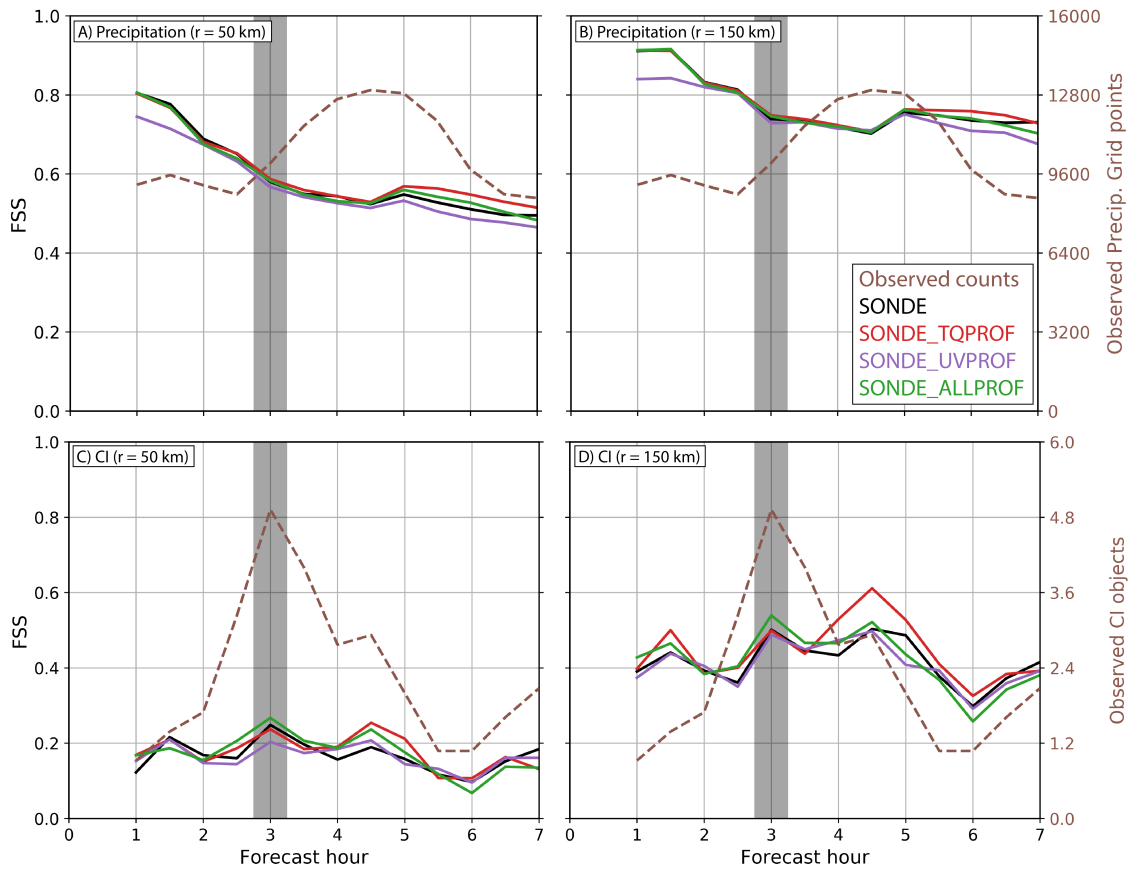 A) Precipitation (r = 50 km)
B) Precipitation (r = 150 km)
1.0
0.8
0.6
0.4
0.2
0.0
FSS
16000
12800
9600
6400
3200
0
Observed Precip. Grid points
Observed counts
SONDE
SONDE_TQPROF
SONDE_UVPROF
SONDE_ALLPROF
C) CI (r = 50 km)
D) CI (r = 150 km)
1.0
0.8
0.6
0.4
0.2
0.0
FSS
6.0
4.8
3.6
2.4
1.2
0.0
Observed CI objects
0 1 2 3 4 5 6 7
0 1 2 3 4 5 6 7
Forecast hour
Forecast hour